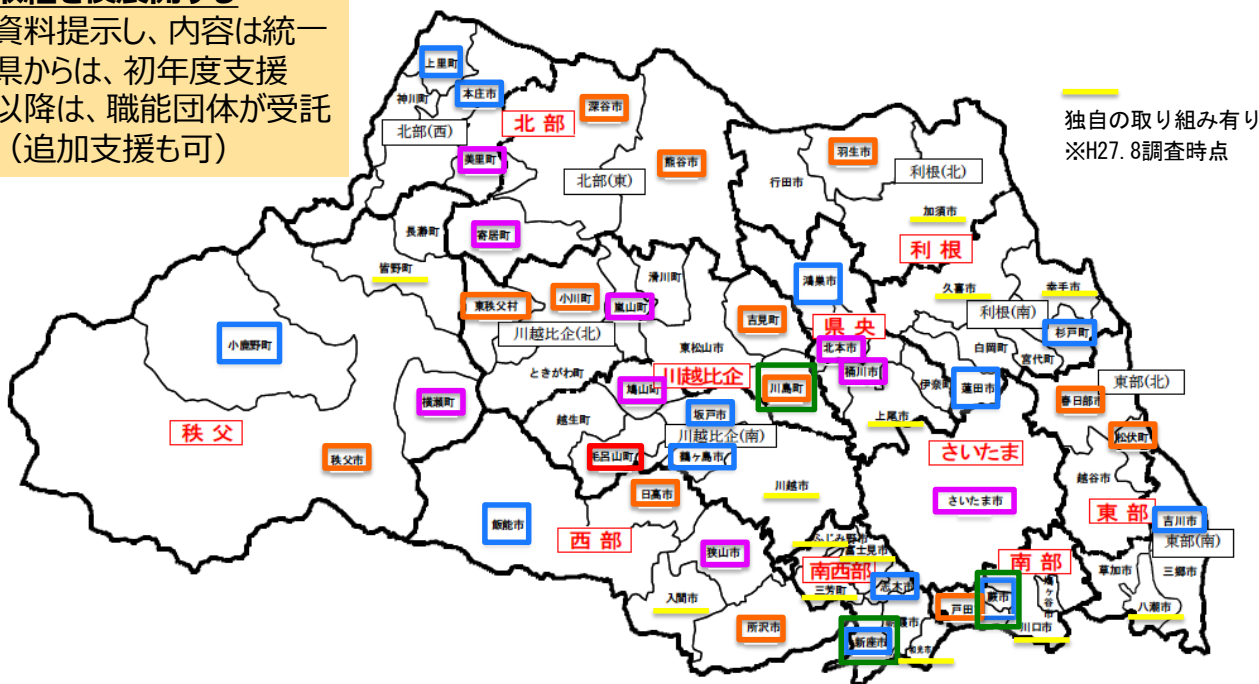 資料提示し、内容は統一
県からは、初年度支援
以降は、職能団体が受託
（追加支援も可）
独自の取り組み有り
※H27.8調査時点
上里町
神川町
本庄市
北部(西)
美里町
北部
深谷市
熊谷市
北部(東)
寄居町
長瀞町
皆野町
羽生市
行田市
利根(北)
加須市
利根
久喜市
幸手市
利根(南)
杉戸町
白岡町
宮代町
鴻巣市
県央
北本市
桶川市
伊奈町
蓮田市
上尾市
東秩父村
小川町
嵐山町
滑川町
吉見町
川越比企(北)
東松山市
ときがわ町
川越比企
鳩山町
川島町
坂戸市
越生町
川越比企(南)
毛呂山町
鶴ヶ島市
小鹿野町
横瀬町
秩父
秩父市
日高市
川越市
飯能市
西部
狭山市
入間市
所沢市
さいたま
さいたま市
東部(北)
春日部市
松伏町
越谷市
東部
吉川市
東部(南)
草加市
三郷市
八潮市
ふじみ野市
富士見市
南西部
三芳町
志木市
新座市
和光市
南部
戸田
蕨市
川口市